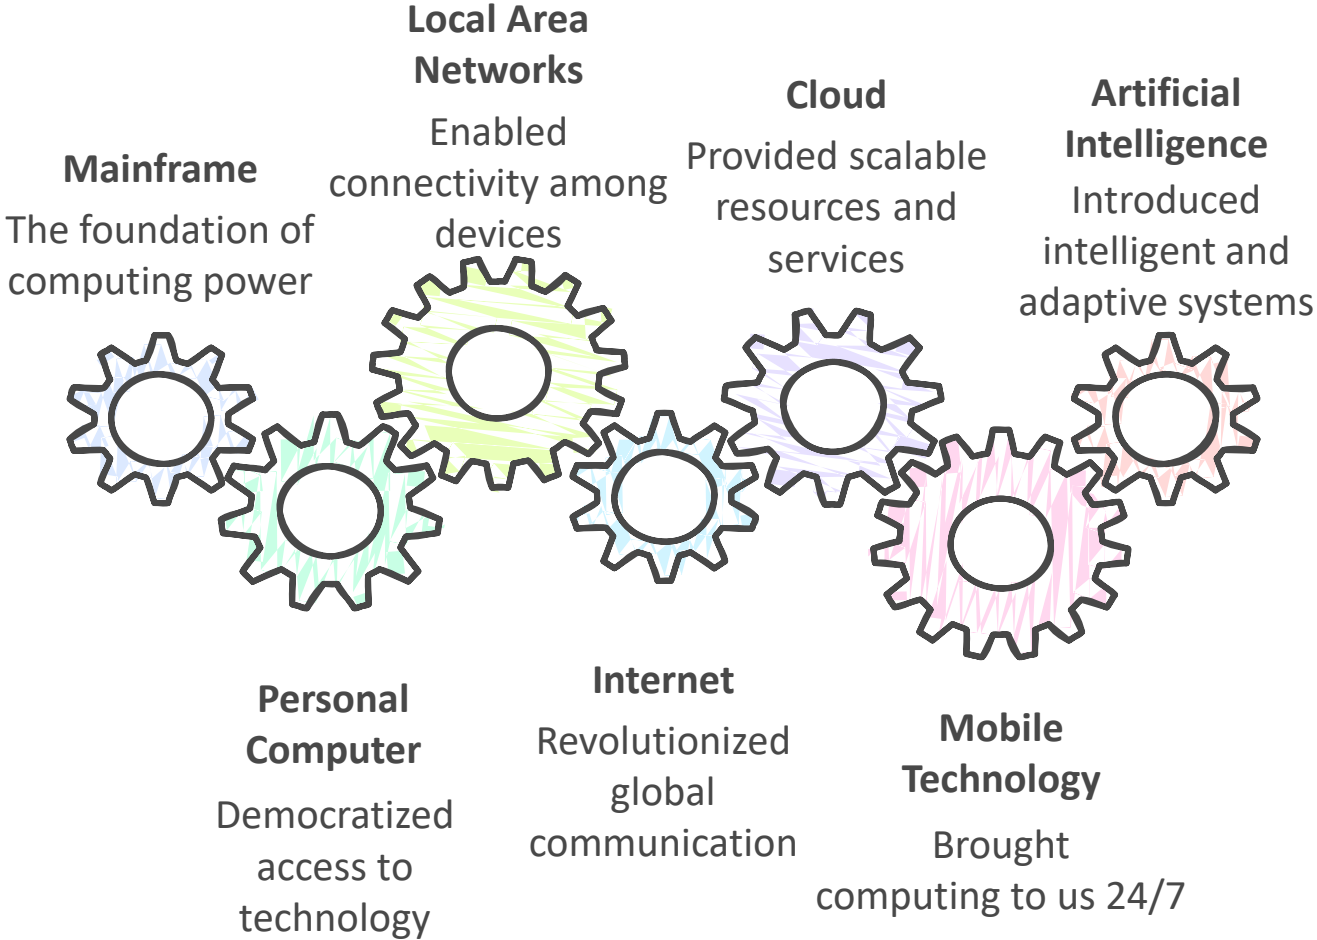 Mainframe
The foundation of
computing power
Personal
Computer
Democratized
access to
technology
Local Area
Networks
Enabled
connectivity among
devices
Internet
Revolutionized
global
communication
Cloud
Provided scalable
resources and
services
Mobile
Technology
Brought
computing to us 24/7
Artificial
Intelligence
Introduced
intelligent and
adaptive systems